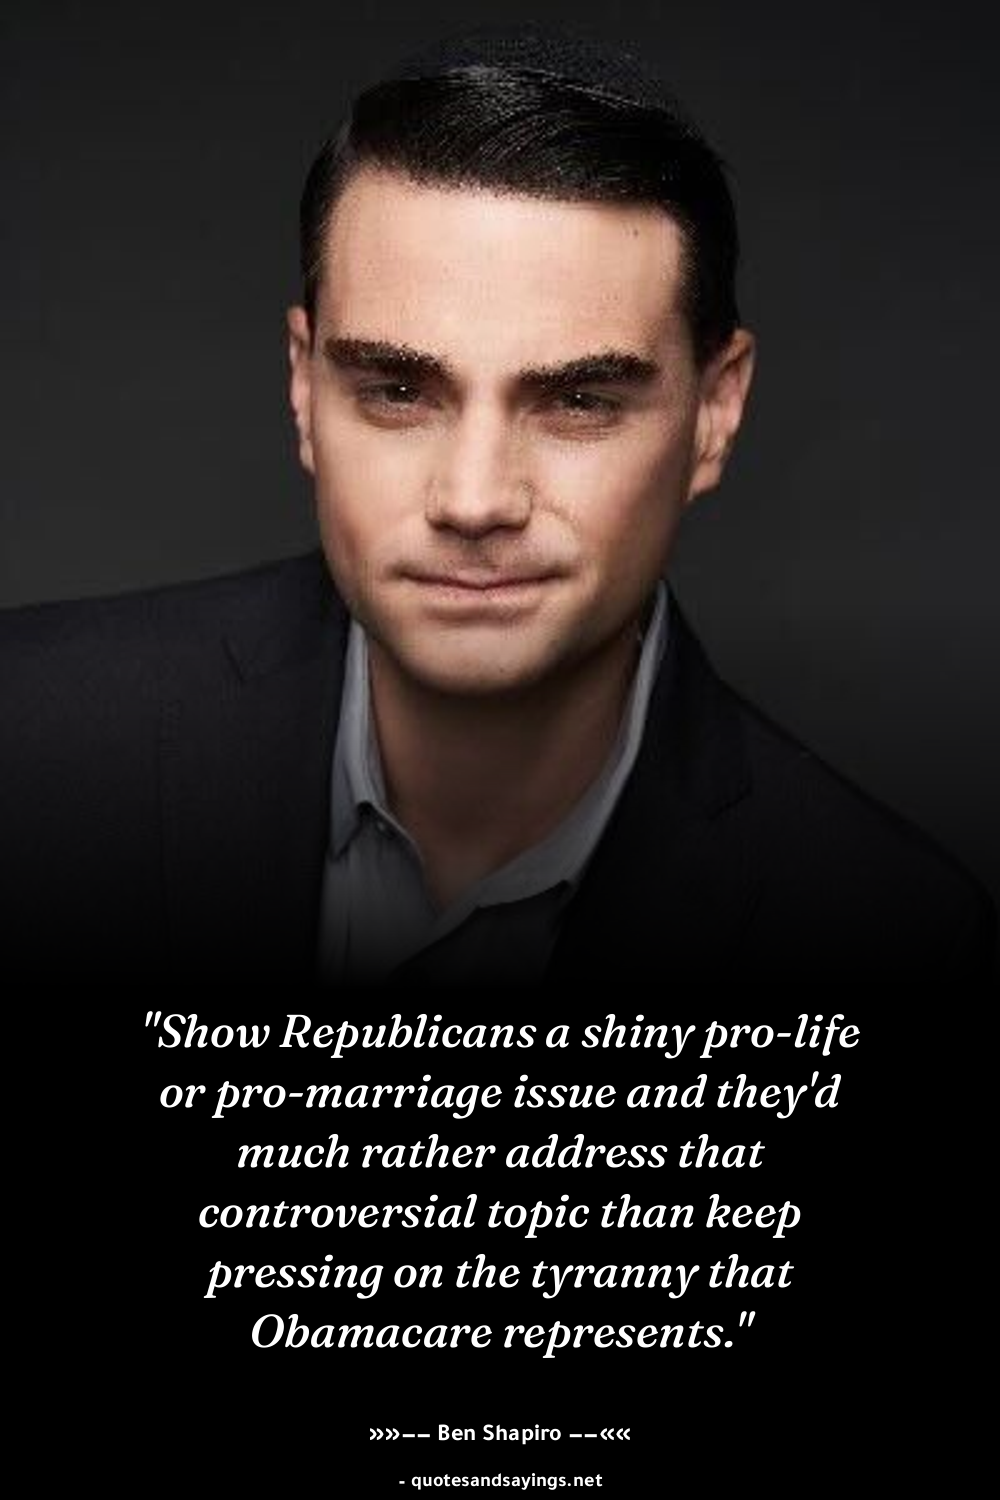 "Show Republicans a shiny pro-life
or pro-marriage issue and they'd
much rather address that
controversial topic than keep
pressing on the tyranny that
Obamacare represents."
»»–– Ben Shapiro ––««
- quotesandsayings.net